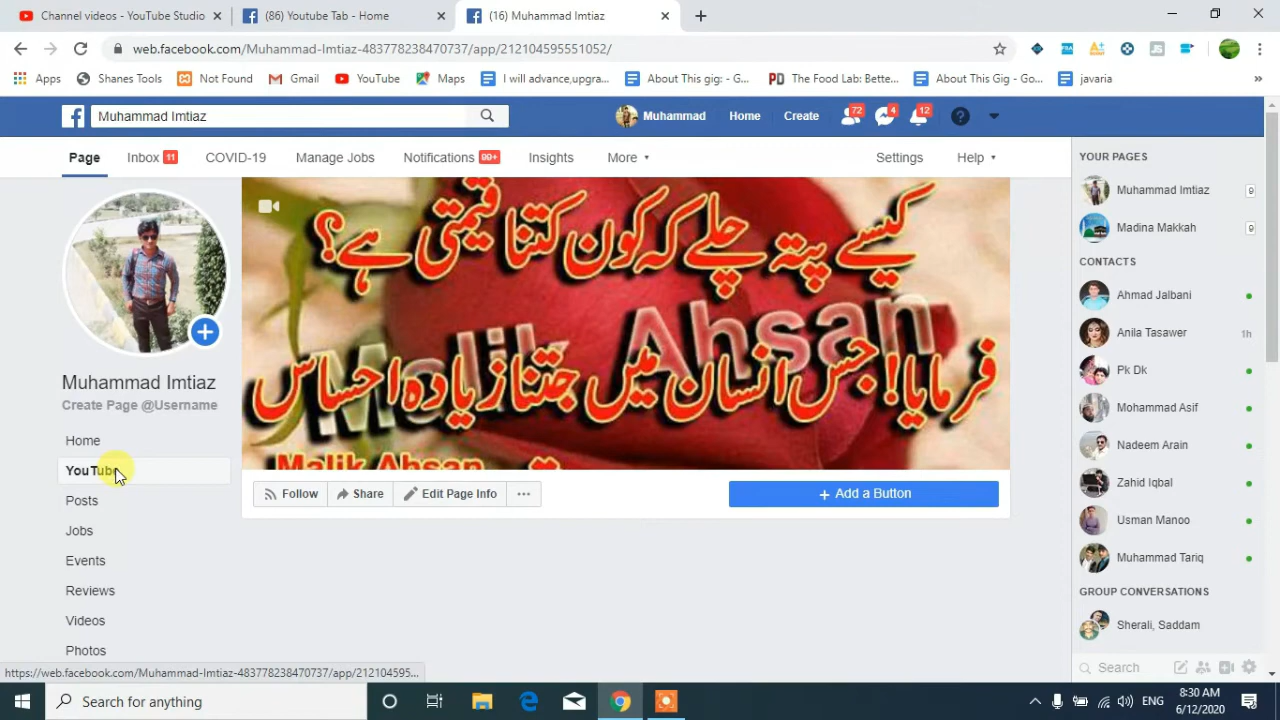 Channel videos - YouTube Studio
(86) Youtube Tab - Home
(16) Muhammad Imtiaz
web.facebook.com/Muhammad-Imtiaz-483778238470737/app/212104595551052/
Apps
Shanes Tools
Not Found
Gmail
YouTube
Maps
I will advance,upgra...
About This gig: - G...
PD The Food Lab: Bette...
About This Gig - Go...
javaria
»
Muhammad Imtiaz
Muhammad
Home
Create
72
4
12
Page
Inbox 11
COVID-19
Manage Jobs
Notifications 99+
Insights
More
Settings
Help
کیسے پتہ چلے کہ کون کتنا قیمتی ہے؟
Malik Ahsan
فرمایا! جس انسان میں جتنا زیادہ احساس
Malik Ahsan
Muhammad Imtiaz
Create Page @Username
Home
YouTube
Posts
Jobs
Events
Reviews
Videos
Photos
Follow
Share
Edit Page Info
...
+ Add a Button
YOUR PAGES
Muhammad Imtiaz 9
Madina Makkah 9
CONTACTS
Ahmad Jalbani
Anila Tasawer 1h
Pk Dk
Mohammad Asif
Nadeem Arain
Zahid Iqbal
Usman Manoo
Muhammad Tariq
GROUP CONVERSATIONS
Sherali, Saddam
Search
https://web.facebook.com/Muhammad-Imtiaz-483778238470737/app/212104595...
Search for anything
ENG
8:30 AM
6/12/2020